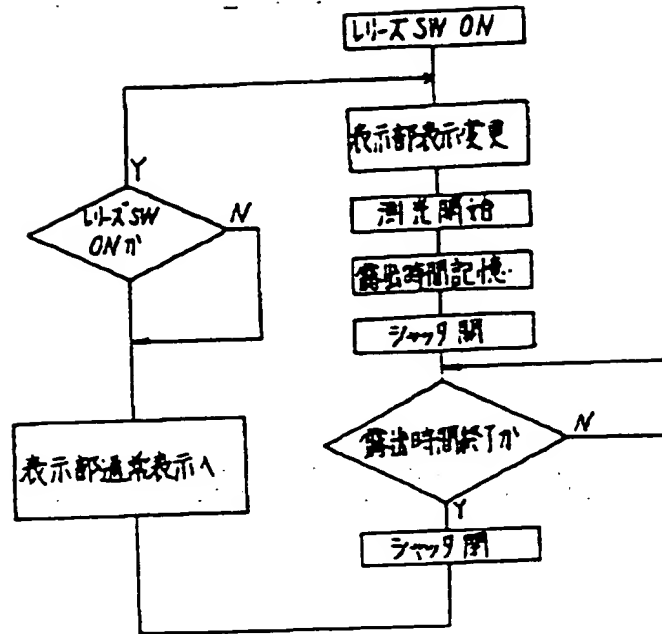 レリーズSW ON
表示部表示変更
測光開始
露出時間記憶
シャッタ開
露出時間終了か
N
Y
シャッタ閉
表示部通常表示へ
レリーズSW
ONか
Y
N